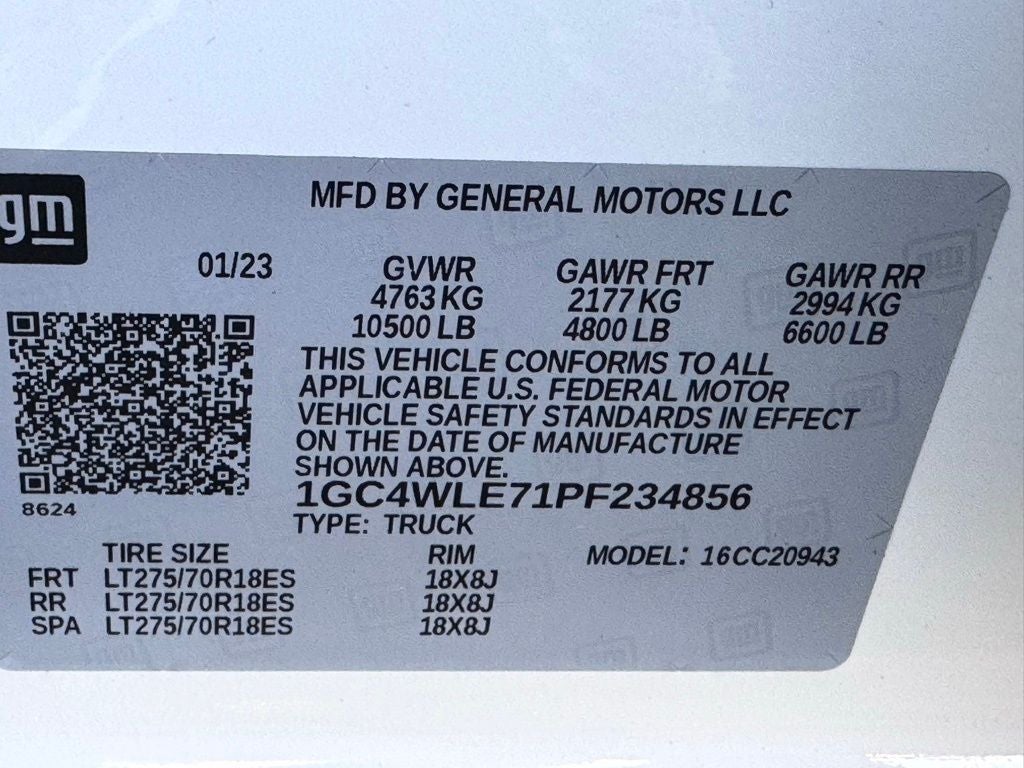 gm
MFD BY GENERAL MOTORS LLC
01/23 GVWR GAWR FRT GAWR RR
4763 KG 2177 KG 2994 KG
10500 LB 4800 LB 6600 LB
THIS VEHICLE CONFORMS TO ALL
APPLICABLE U.S. FEDERAL MOTOR
VEHICLE SAFETY STANDARDS IN EFFECT
ON THE DATE OF MANUFACTURE
SHOWN ABOVE.
1GC4WLE71PF234856
8624
TYPE: TRUCK
TIRE SIZE RIM MODEL: 16CC20943
FRT LT275/70R18ES 18X8J
RR LT275/70R18ES 18X8J
SPA LT275/70R18ES 18X8J